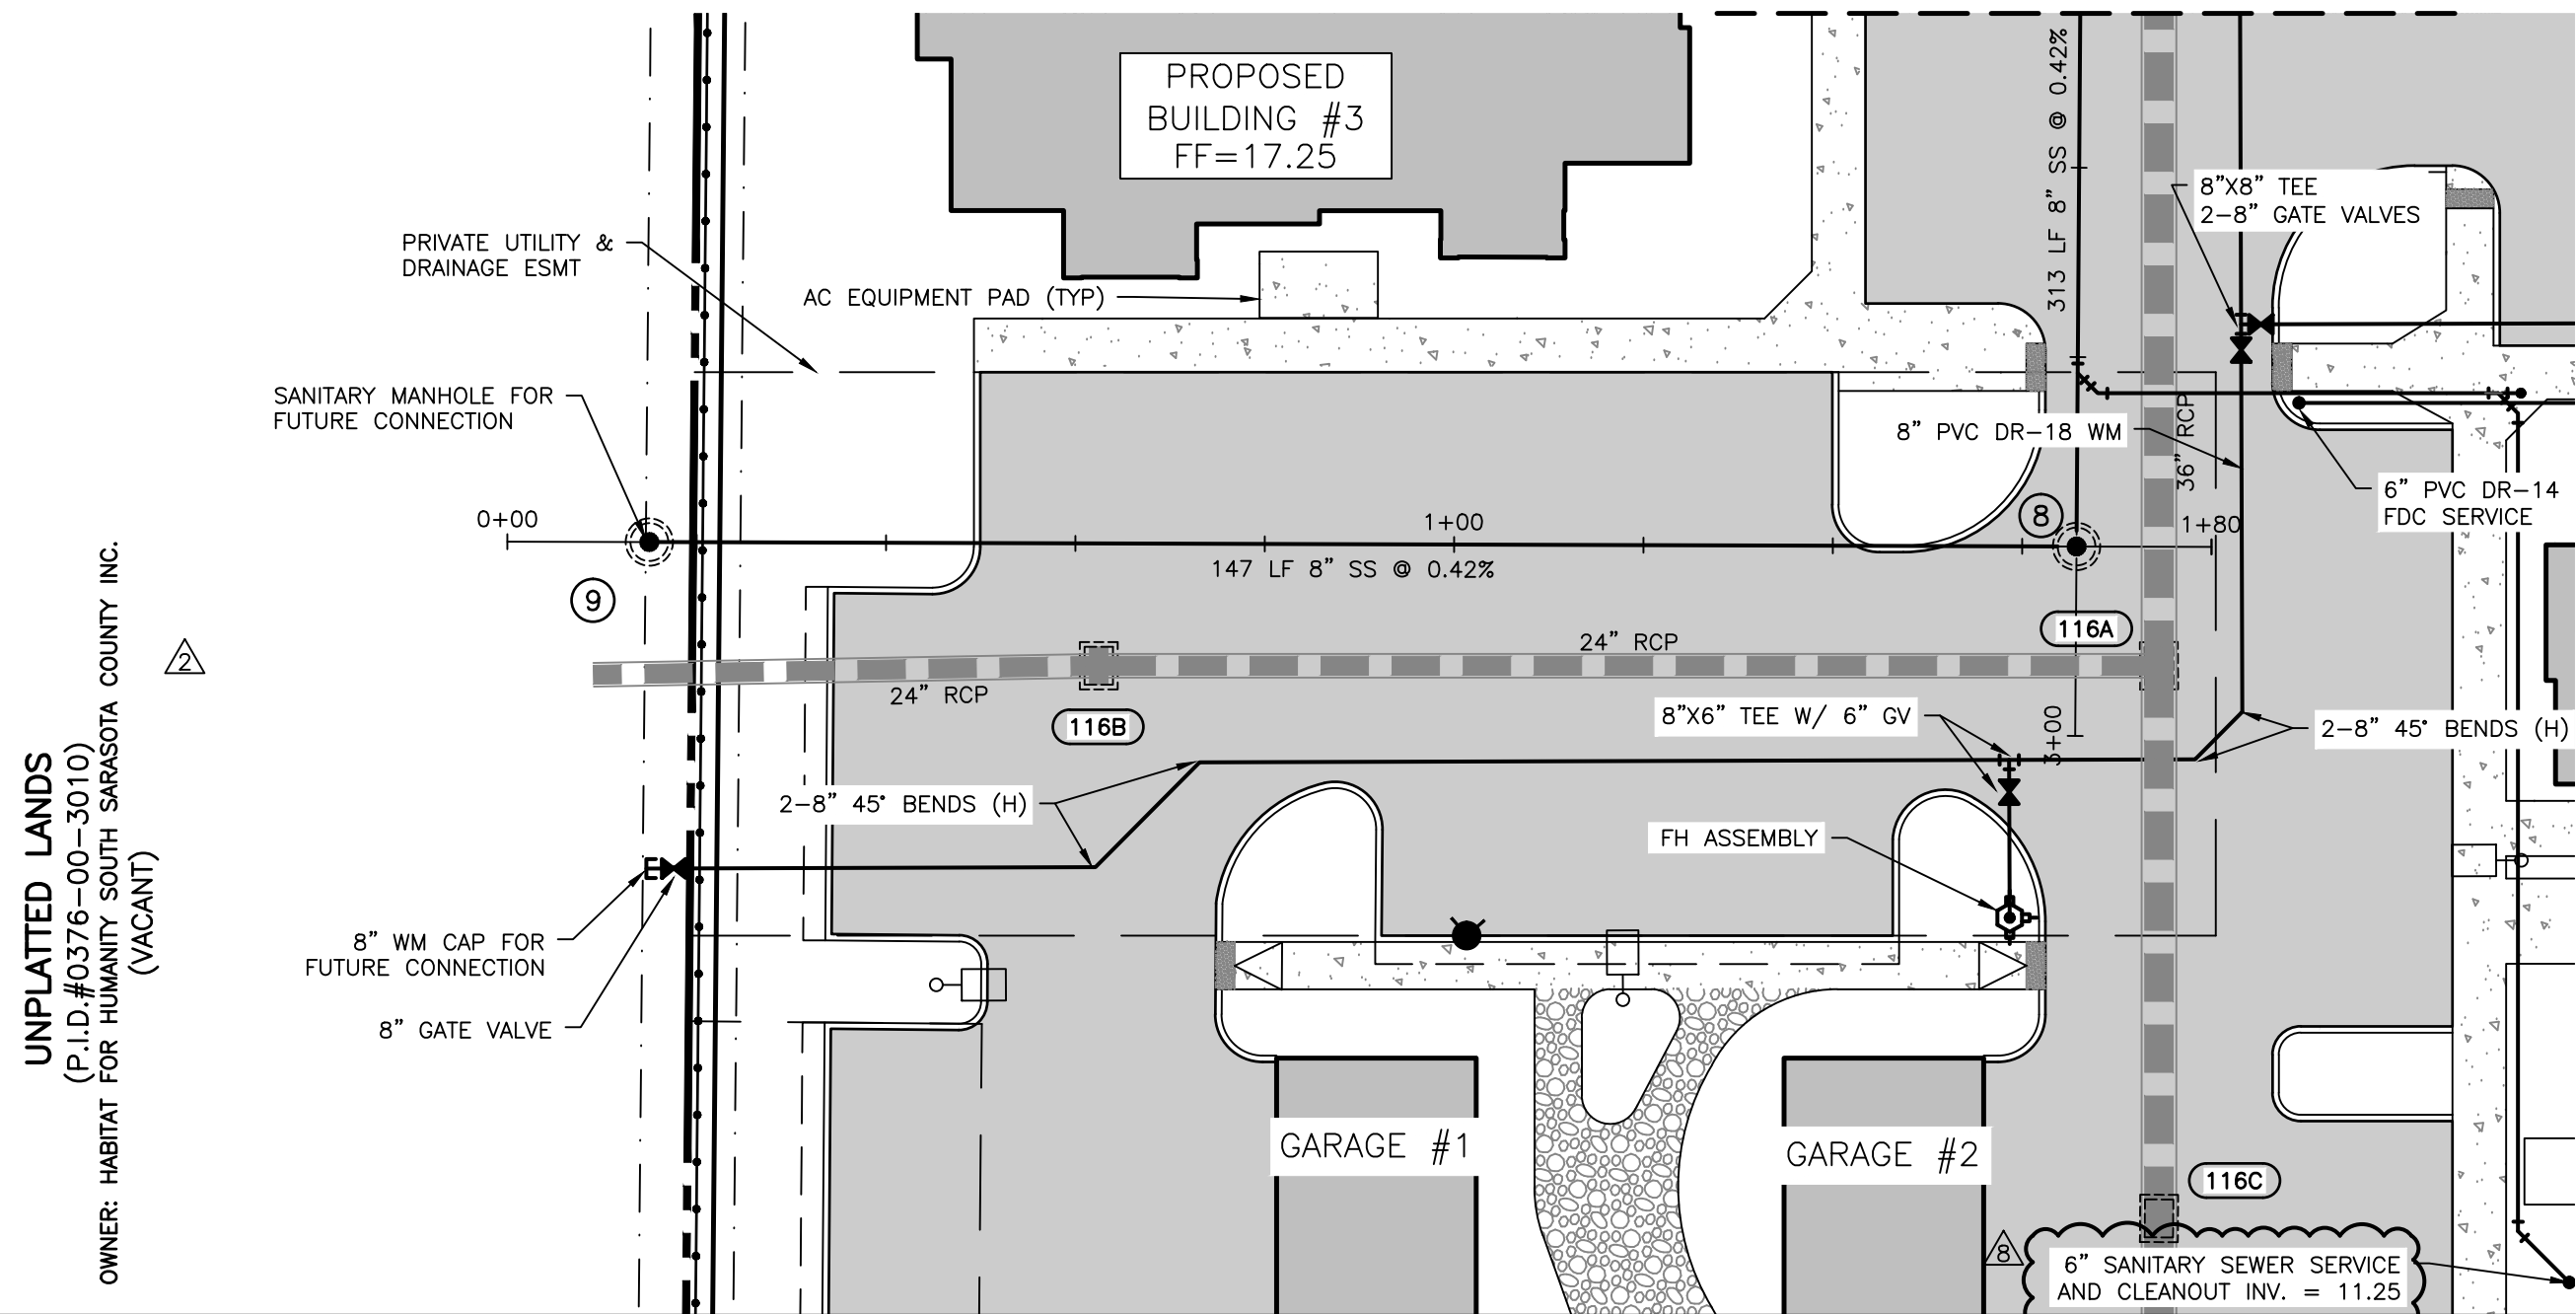 PROPOSED
BUILDING #3
FF=17.25
313 LF 8" SS @ 0.42%
8"X8" TEE
2-8" GATE VALVES
PRIVATE UTILITY &
DRAINAGE ESMT
AC EQUIPMENT PAD (TYP)
SANITARY MANHOLE FOR
FUTURE CONNECTION
8" PVC DR-18 WM
36" RCP
6" PVC DR-14
FDC SERVICE
0+00
1+00
8
1+80
147 LF 8" SS @ 0.42%
9
116A
2
24" RCP
24" RCP
116B
8"X6" TEE W/ 6" GV
3+00
2-8" 45° BENDS (H)
2-8" 45° BENDS (H)
FH ASSEMBLY
8" WM CAP FOR
FUTURE CONNECTION
8" GATE VALVE
UNPLATTED LANDS
(P.I.D.#0376-00-3010)
OWNER: HABITAT FOR HUMANITY SOUTH SARASOTA COUNTY INC.
(VACANT)
GARAGE #1
GARAGE #2
116C
8
6" SANITARY SEWER SERVICE
AND CLEANOUT INV. = 11.25